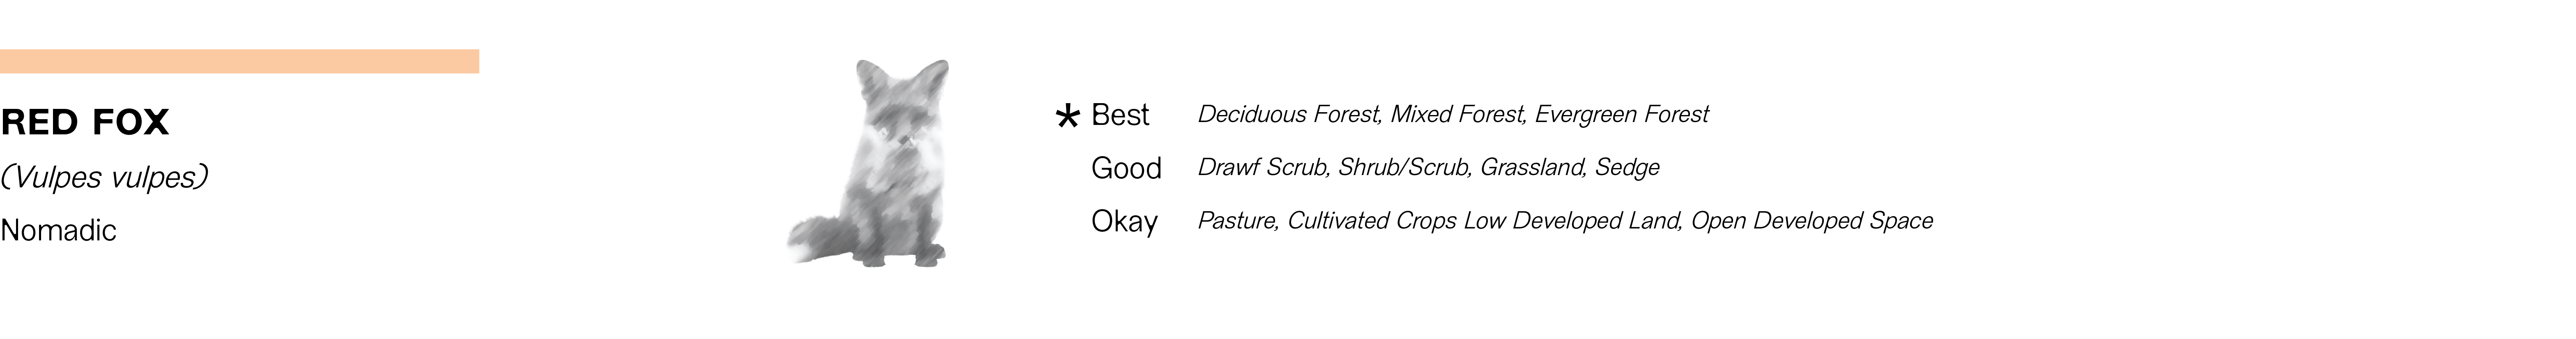 RED FOX
(Vulpes vulpes)
Nomadic
* Best Deciduous Forest, Mixed Forest, Evergreen Forest
Good Drawf Scrub, Shrub/Scrub, Grassland, Sedge
Okay Pasture, Cultivated Crops Low Developed Land, Open Developed Space